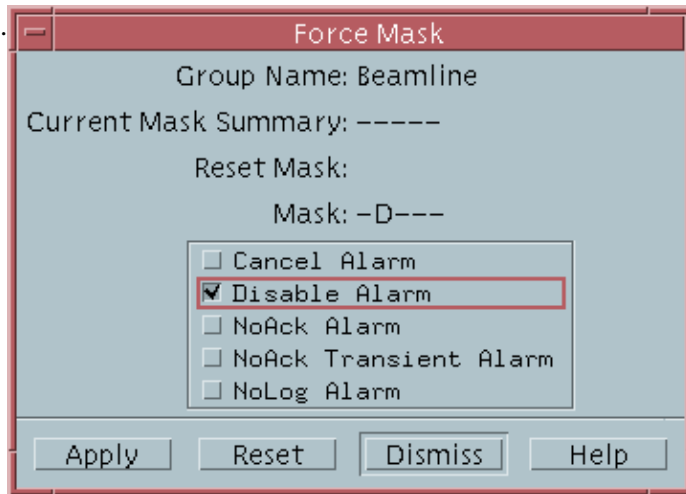 Force Mask
Group Name: Beamline
Current Mask Summary: -----
Reset Mask:
Mask: -D---
Cancel Alarm
Disable Alarm
NoAck Alarm
NoAck Transient Alarm
NoLog Alarm
Apply Reset Dismiss Help